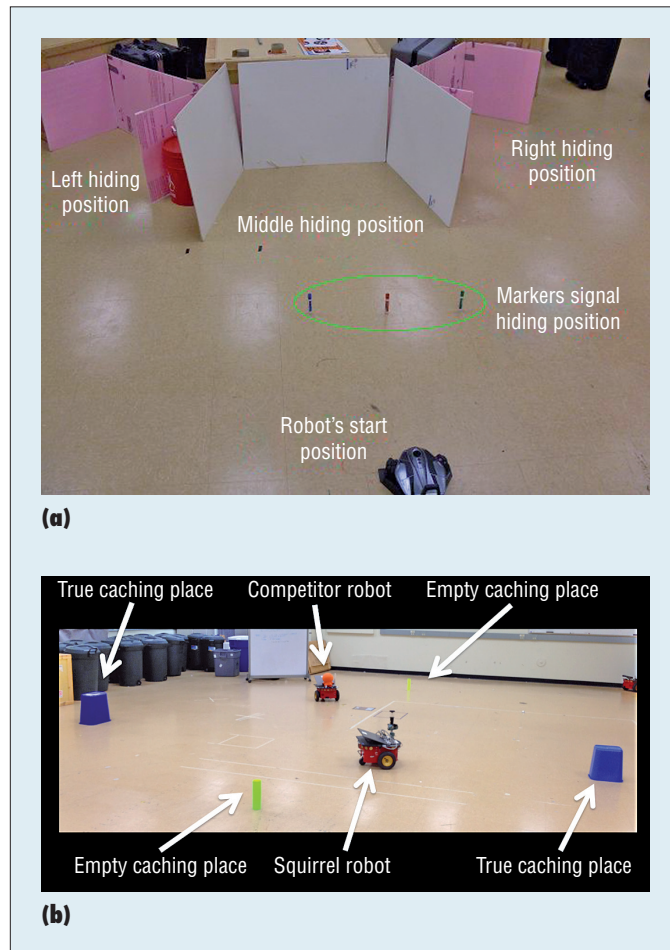 Left hiding
position
Right hiding
position
Middle hiding position
Markers signal
hiding position
Robot's start
position
(a)
True caching place
Competitor robot
Empty caching place
Empty caching place
Squirrel robot
True caching place
(b)